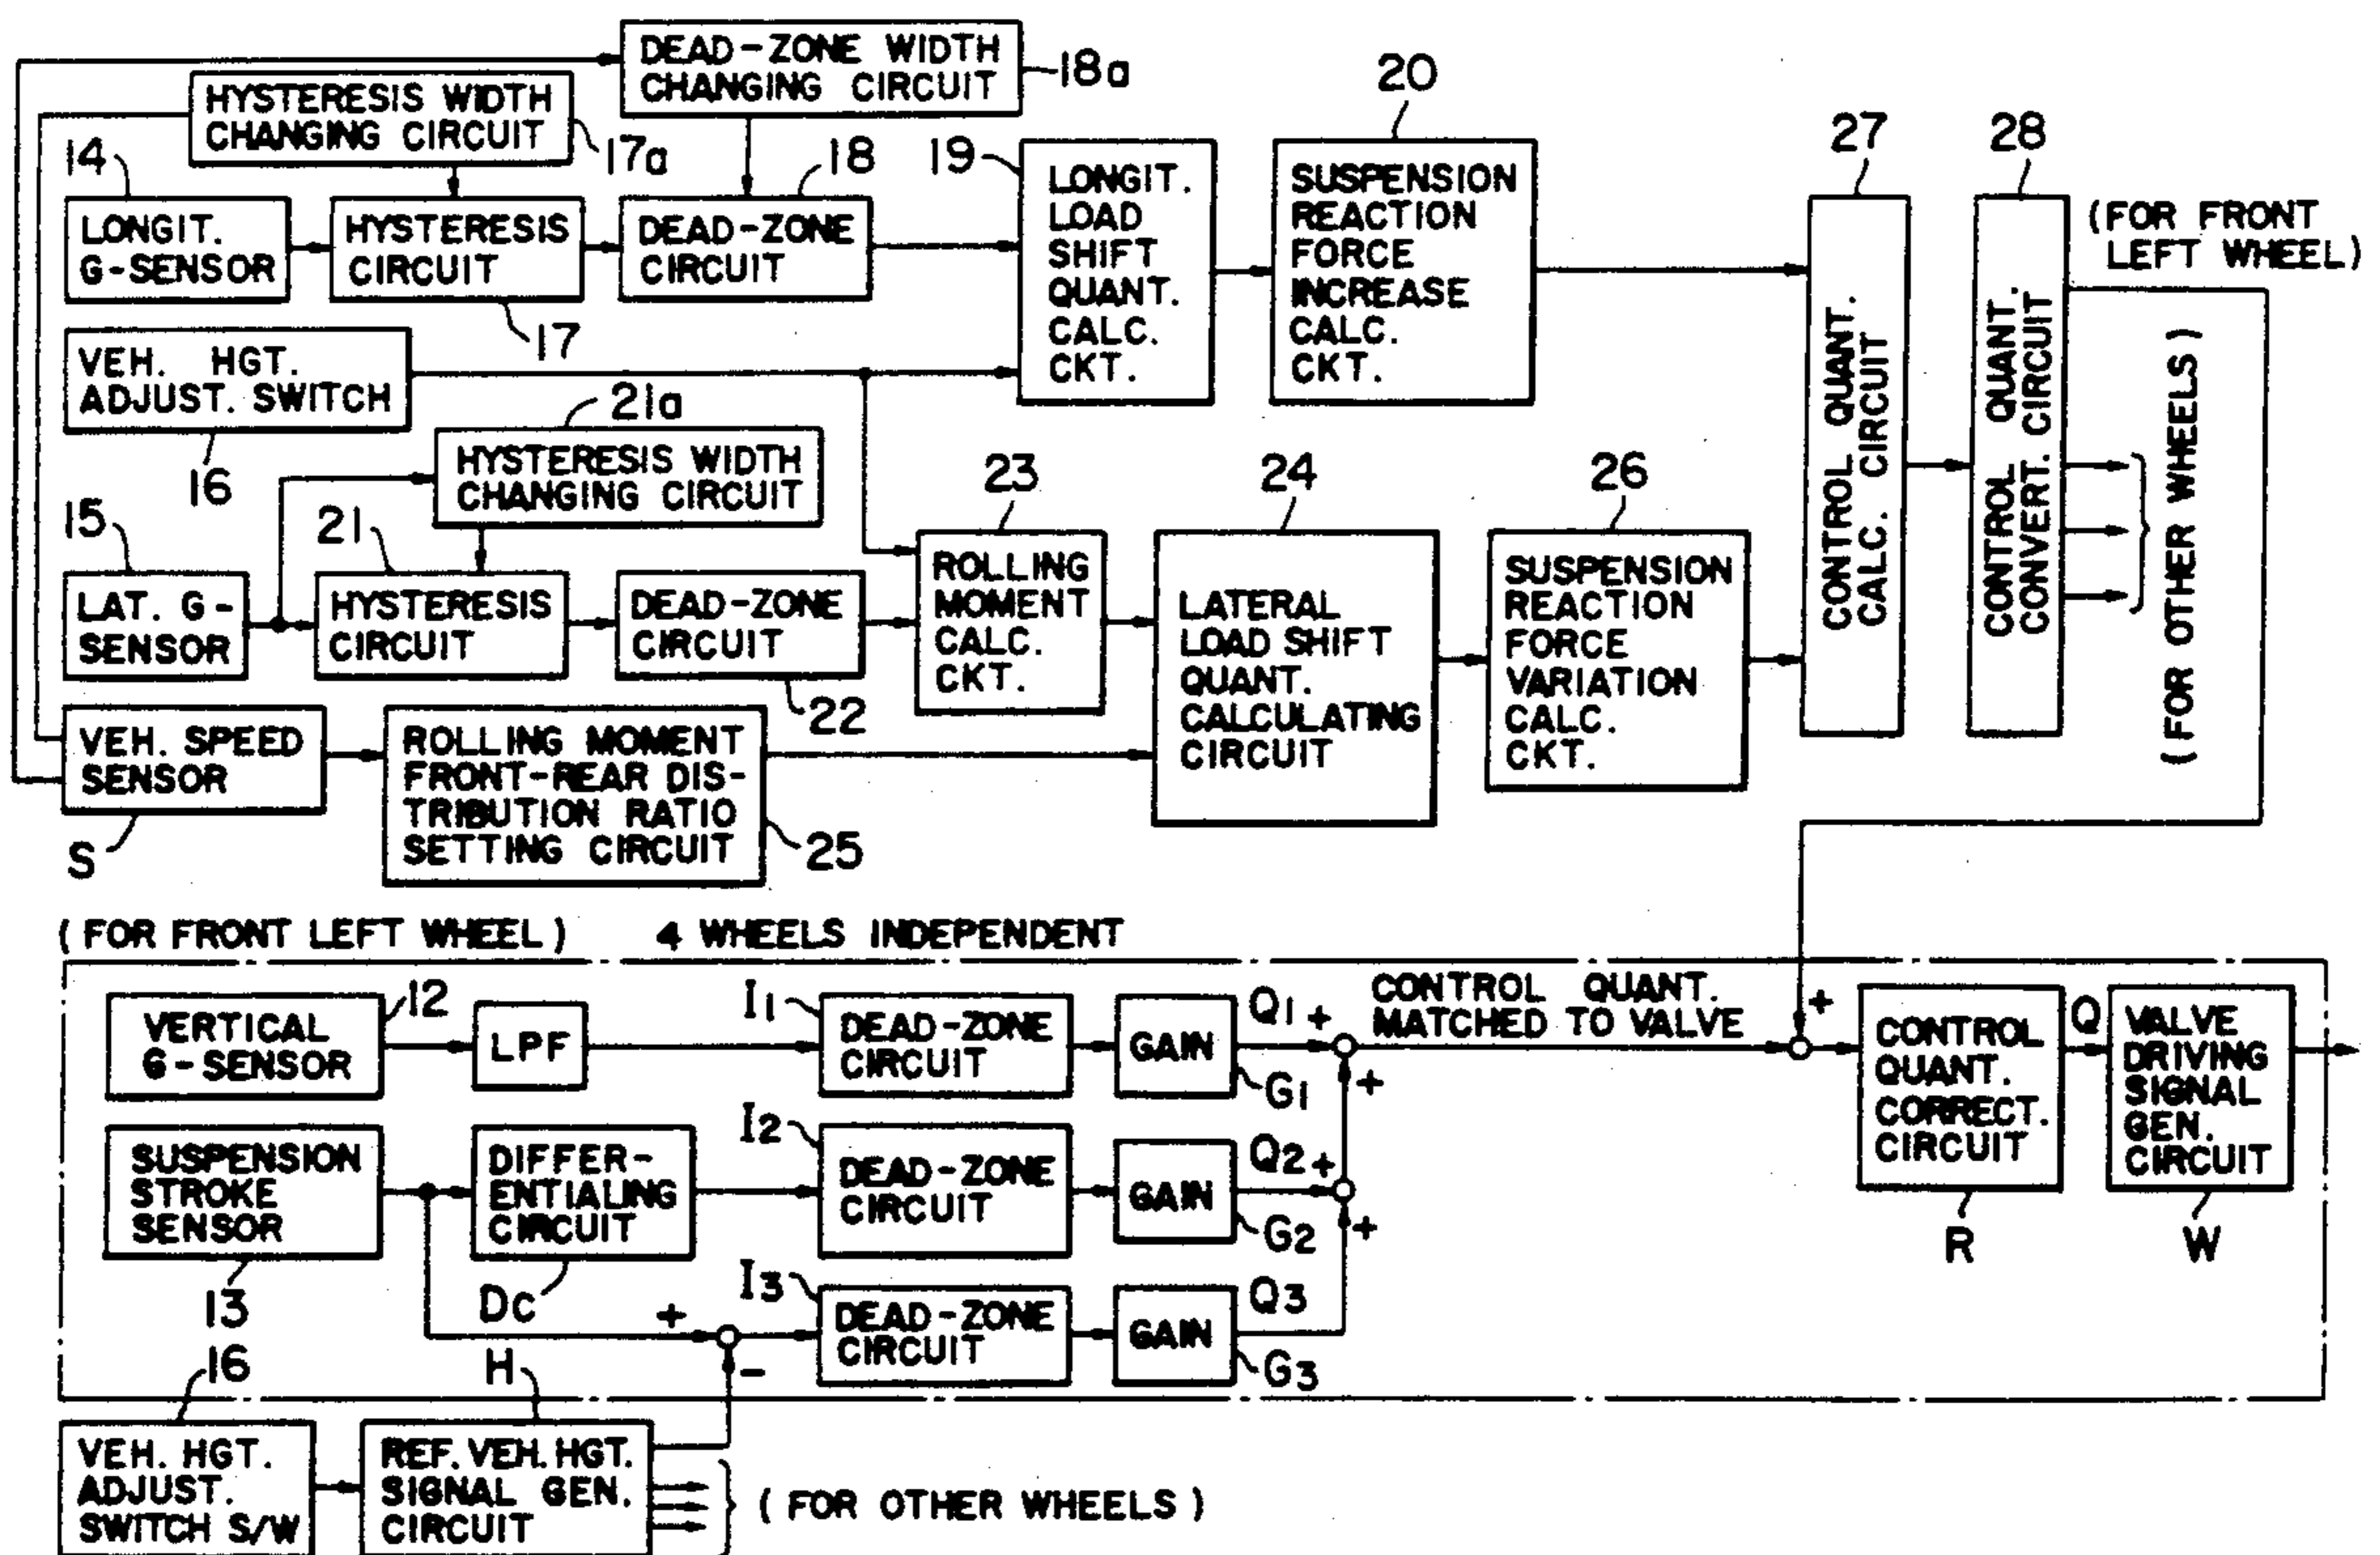 DEAD-ZONE WIDTH
CHANGING CIRCUIT
18a
HYSTERESIS WIDTH
CHANGING CIRCUIT
17a
14
LONGIT.
G-SENSOR
HYSTERESIS
CIRCUIT
17
18
DEAD-ZONE
CIRCUIT
19
LONGIT.
LOAD
SHIFT
QUANT.
CALC.
CKT.
20
SUSPENSION
REACTION
FORCE
INCREASE
CALC.
CKT.
27
CONTROL QUANT.
CALC. CIRCUIT
28
CONTROL QUANT.
CONVERT. CIRCUIT
(FOR FRONT
LEFT WHEEL)
(FOR OTHER WHEELS)
VEH. HGT.
ADJUST. SWITCH
16
21a
HYSTERESIS WIDTH
CHANGING CIRCUIT
15
LAT. G-
SENSOR
21
HYSTERESIS
CIRCUIT
DEAD-ZONE
CIRCUIT
22
23
ROLLING
MOMENT
CALC.
CKT.
24
LATERAL
LOAD SHIFT
QUANT.
CALCULATING
CIRCUIT
26
SUSPENSION
REACTION
FORCE
VARIATION
CALC.
CKT.
VEH. SPEED
SENSOR
S
ROLLING MOMENT
FRONT-REAR DIS-
TRIBUTION RATIO
SETTING CIRCUIT
25
(FOR FRONT LEFT WHEEL) 4 WHEELS INDEPENDENT
VERTICAL
G-SENSOR
12
LPF
I1
DEAD-ZONE
CIRCUIT
GAIN
G1
Q1
+
+
CONTROL QUANT.
MATCHED TO VALVE
+
CONTROL
QUANT.
CORRECT.
CIRCUIT
R
Q
VALVE
DRIVING
SIGNAL
GEN.
CIRCUIT
W
SUSPENSION
STROKE
SENSOR
13
DIFFER-
ENTIALING
CIRCUIT
Dc
I2
DEAD-ZONE
CIRCUIT
GAIN
G2
Q2
+
+
+
-
I3
DEAD-ZONE
CIRCUIT
GAIN
G3
Q3
16
VEH. HGT.
ADJUST.
SWITCH S/W
H
REF. VEH. HGT.
SIGNAL GEN.
CIRCUIT
(FOR OTHER WHEELS)